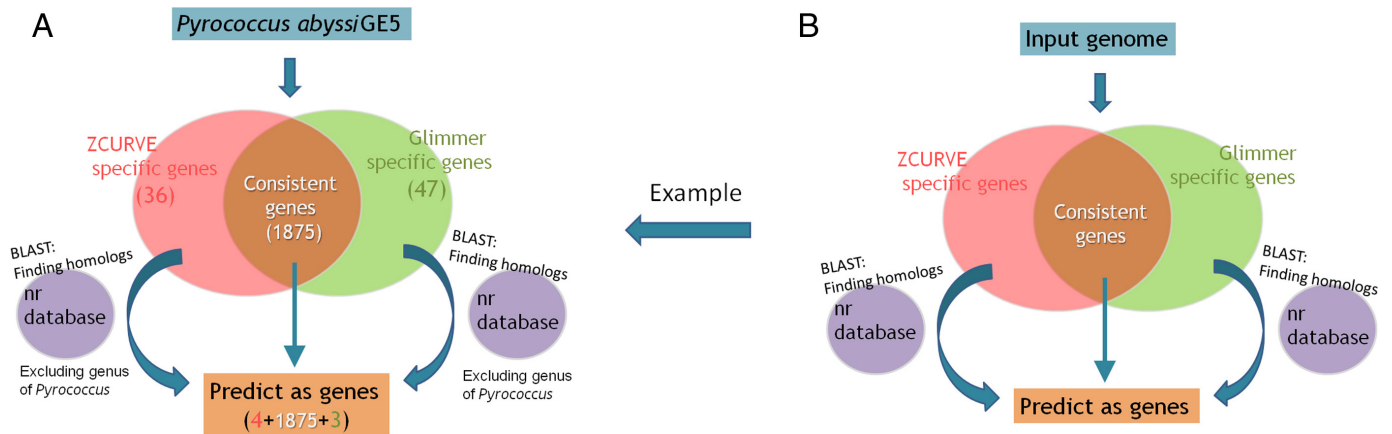 A
Pyrococcus abyssiGE5
ZCURVE
specific genes
(36)
Glimmer
specific genes
(47)
Consistent
genes
(1875)
BLAST:
Finding homologs
nr
database
Excluding genus
of Pyrococcus
BLAST:
Finding homologs
nr
database
Excluding genus
of Pyrococcus
Predict as genes
(4+1875+3)
Example
B
Input genome
ZCURVE
specific genes
Glimmer
specific genes
Consistent
genes
BLAST:
Finding homologs
nr
database
BLAST:
Finding homologs
nr
database
Predict as genes